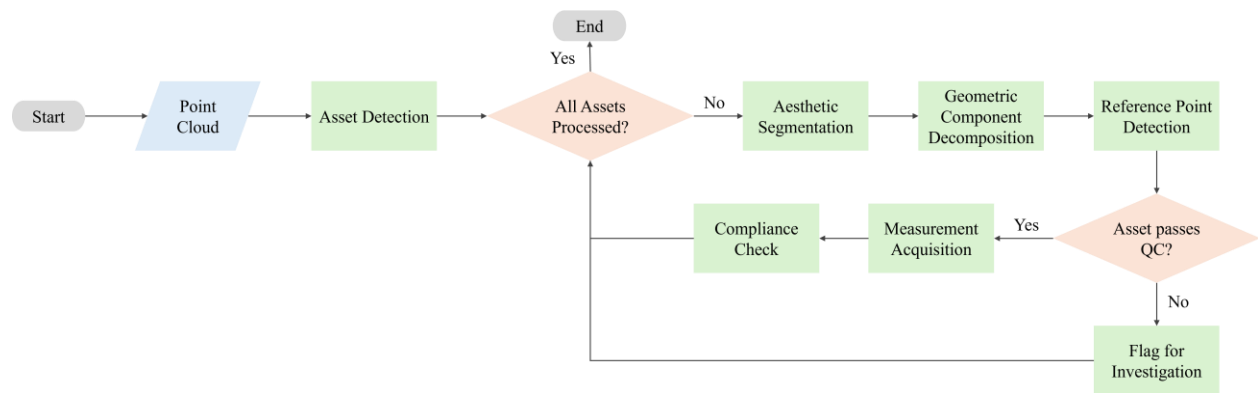 End
Yes
Start
Point
Cloud
Asset Detection
All Assets
Processed?
No
Aesthetic
Segmentation
Geometric
Component
Decomposition
Reference Point
Detection
Asset passes
QC?
Yes
Measurement
Acquisition
Compliance
Check
No
Flag for
Investigation